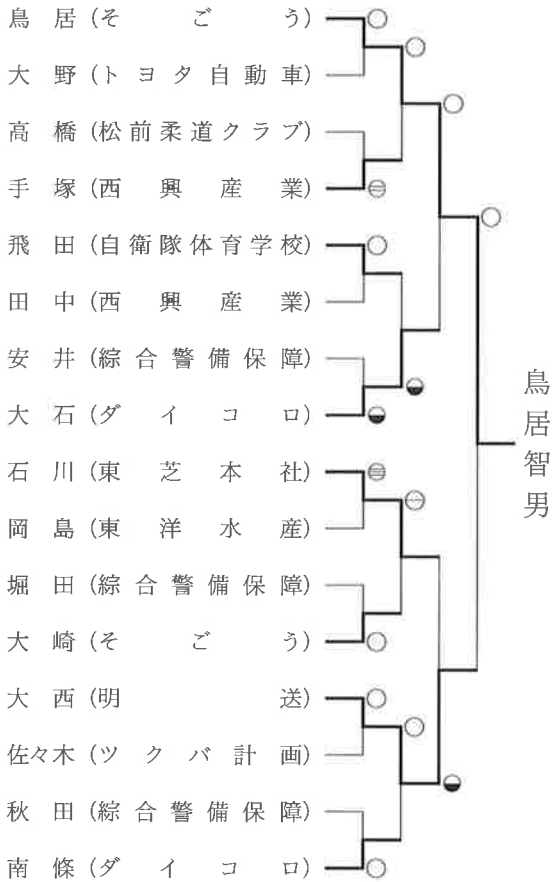 鳥居(そごう)
大野(トヨタ自動車)
高橋(松前柔道クラブ)
手塚(西興産業)
飛田(自衛隊体育学校)
田中(西興産業)
安井(綜合警備保障)
大石(ダイコロ)
石川(東芝本社)
岡島(東洋水産)
堀田(綜合警備保障)
大崎(そごう)
大西(明送)
佐々木(ツクバ計画)
秋田(綜合警備保障)
南條(ダイコロ)
鳥居智男